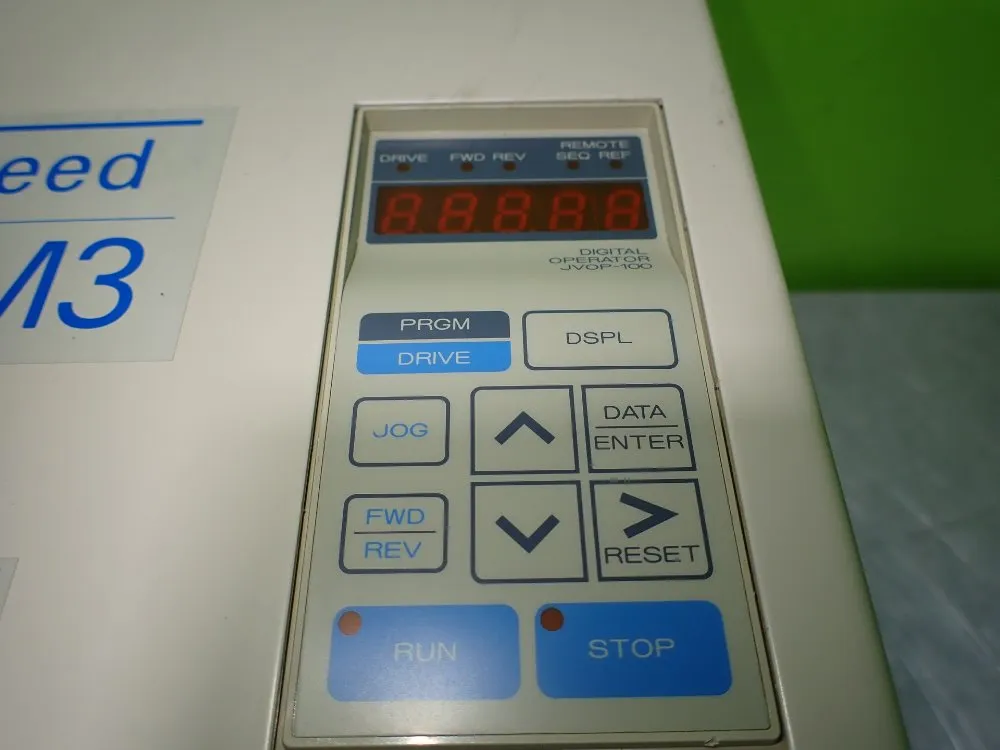 eed
M3
DRIVE FWD REV REMOTE
SEQ REF
DIGITAL
OPERATOR
JVOP-100
PRGM
DRIVE
DSPL
JOG
DATA
ENTER
FWD
REV
RESET
RUN
STOP